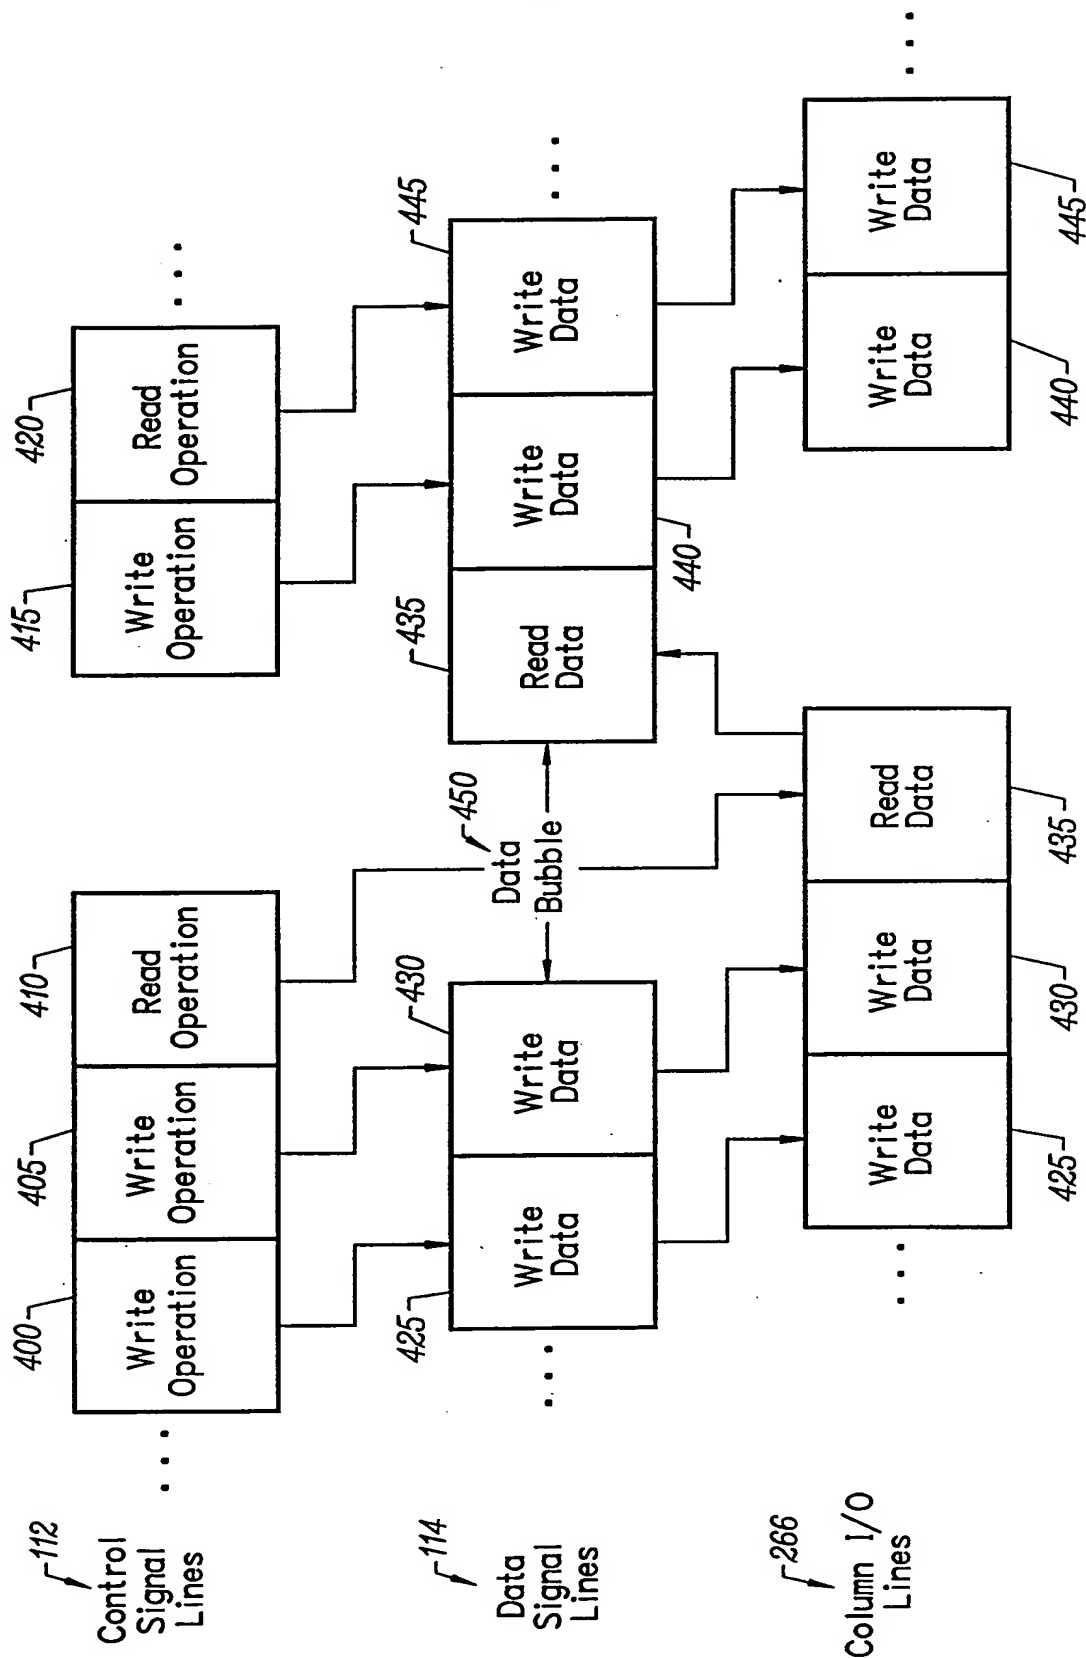 112
Control
Signal
Lines
400
Write
Operation
405
Write
Operation
410
Read
Operation
415
Write
Operation
420
Read
Operation
114
Data
Signal
Lines
425
Write
Data
430
Write
Data
450
Data
Bubble
435
Read
Data
440
Write
Data
445
Write
Data
266
Column I/O
Lines
Write
Data
425
Write
Data
430
Read
Data
435
Write
Data
440
Write
Data
445